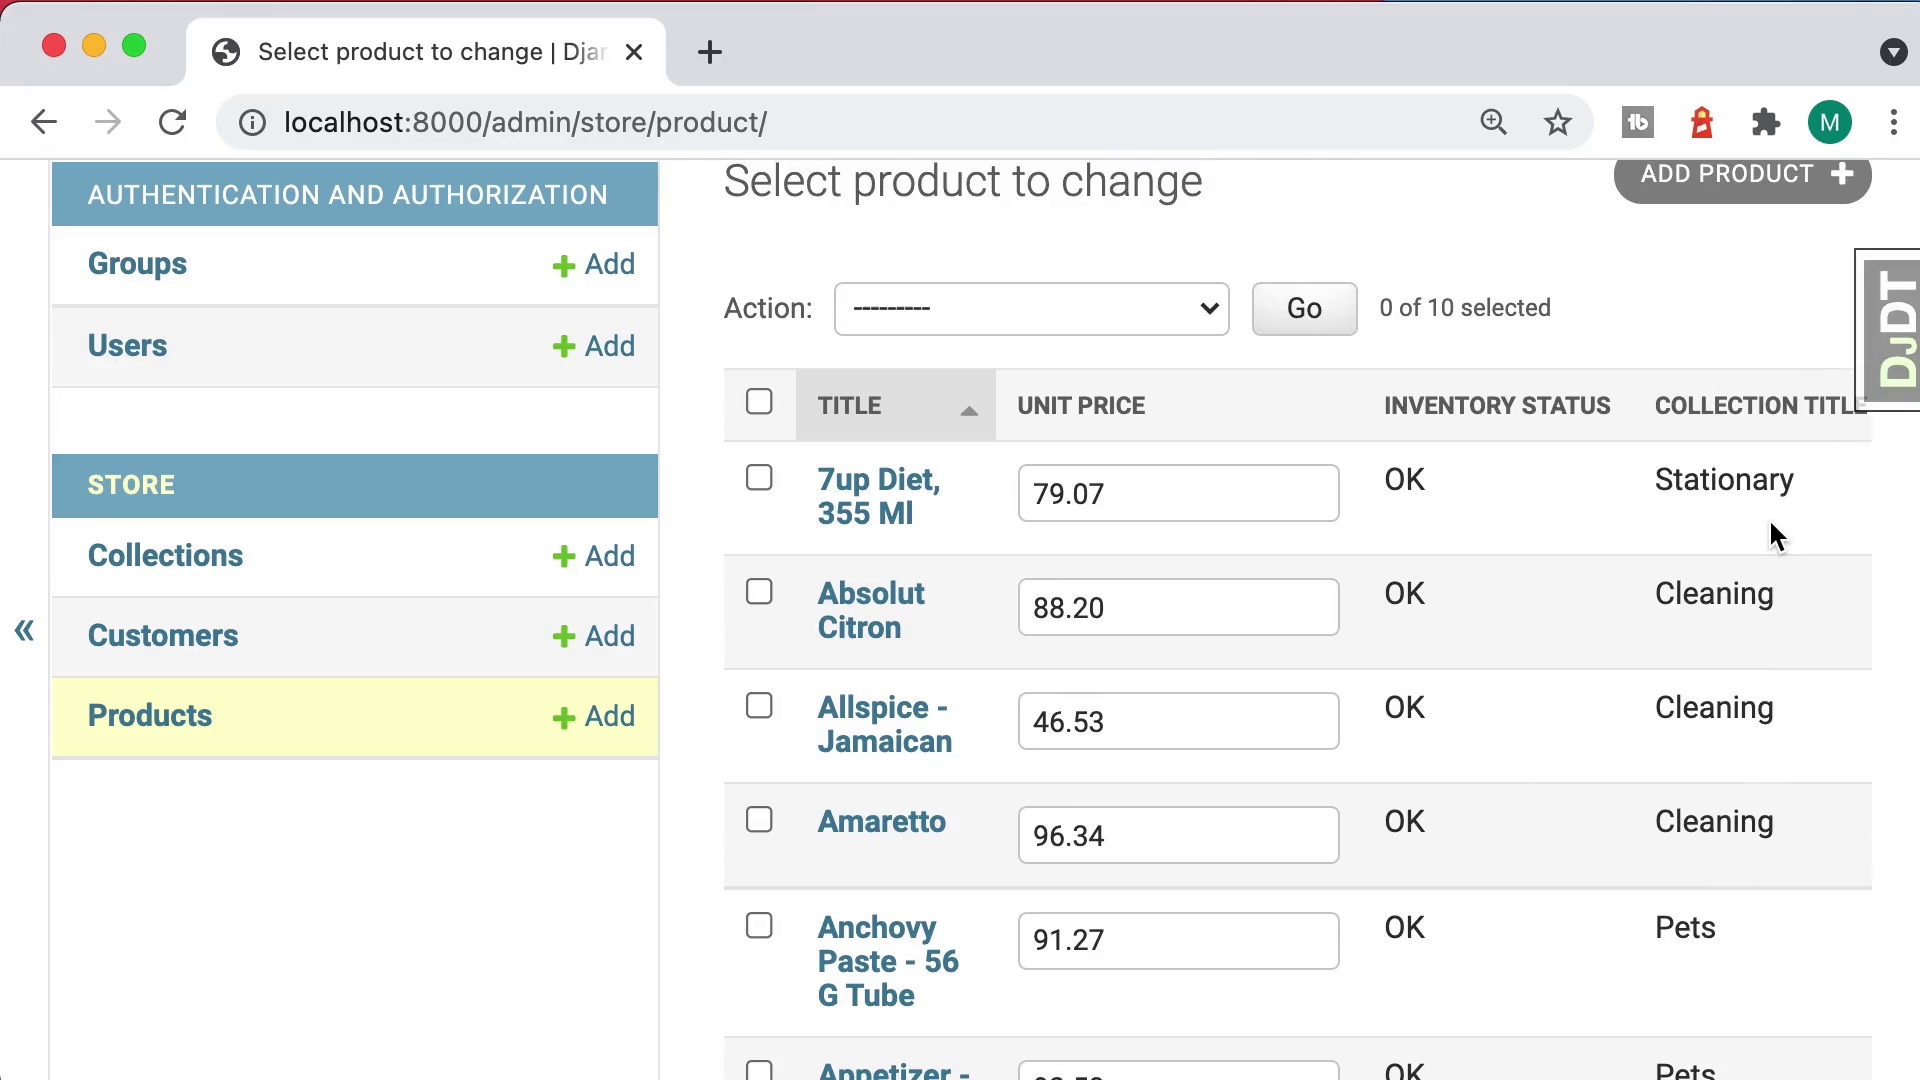 Select product to change | Djan
localhost:8000/admin/store/product/
M
AUTHENTICATION AND AUTHORIZATION
Groups + Add
Users + Add
STORE
Collections + Add
Customers + Add
Products + Add
«
Select product to change
ADD PRODUCT +
Action: --------- Go 0 of 10 selected
DJDT
TITLE UNIT PRICE INVENTORY STATUS COLLECTION TITLE
7up Diet, 79.07 OK Stationary
355 Ml
Absolut 88.20 OK Cleaning
Citron
Allspice - 46.53 OK Cleaning
Jamaican
Amaretto 96.34 OK Cleaning
Anchovy 91.27 OK Pets
Paste - 56
G Tube
Appetizer - OK Pets